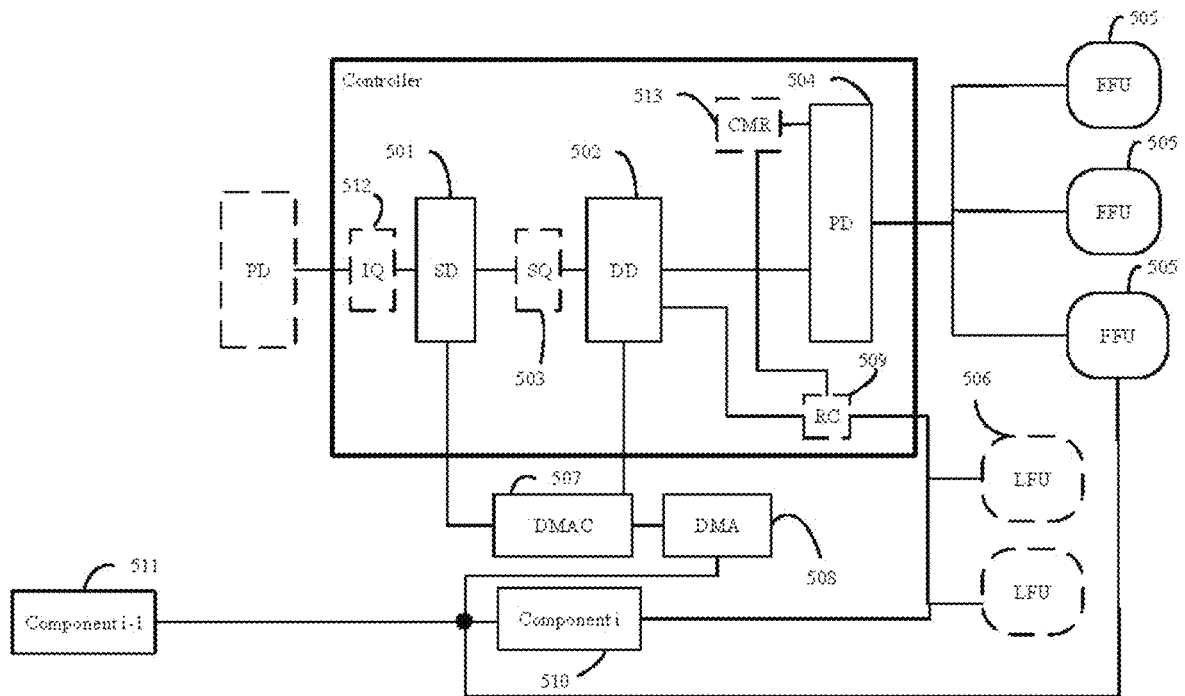 505
FFU
Controller
504
513
CMR
501
502
505
FFU
512
PD
IQ
SD
SQ
DD
PD
505
FFU
503
509
RC
506
LFU
507
DMAC
DMA
508
511
Componenti-1
Componenti
510
LFU